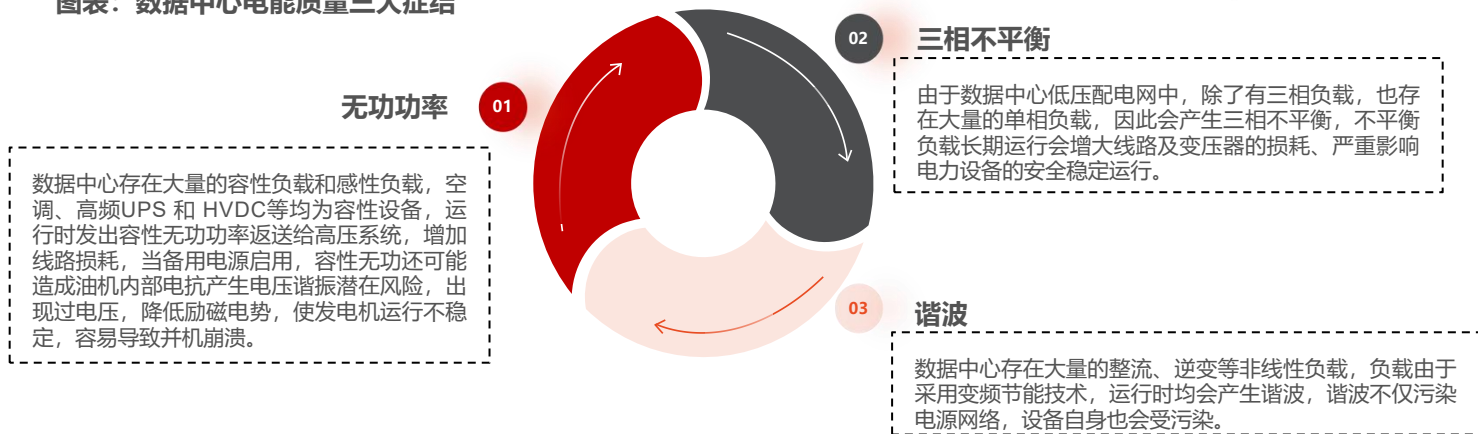 图表：数据中心电能质量三大症结
01
无功功率
数据中心存在大量的容性负载和感性负载，空
调、高频UPS 和 HVDC等均为容性设备，运
行时发出容性无功功率返送给高压系统，增加
线路损耗，当备用电源启用，容性无功还可能
造成油机内部电抗产生电压谐振潜在风险，出
现过电压，降低励磁电势，使发电机运行不稳
定，容易导致并机崩溃。
02
三相不平衡
由于数据中心低压配电网中，除了有三相负载，也存
在大量的单相负载，因此会产生三相不平衡，不平衡
负载长期运行会增大线路及变压器的损耗、严重影响
电力设备的安全稳定运行。
03
谐波
数据中心存在大量的整流、逆变等非线性负载，负载由于
采用变频节能技术，运行时均会产生谐波，谐波不仅污染
电源网络，设备自身也会受污染。